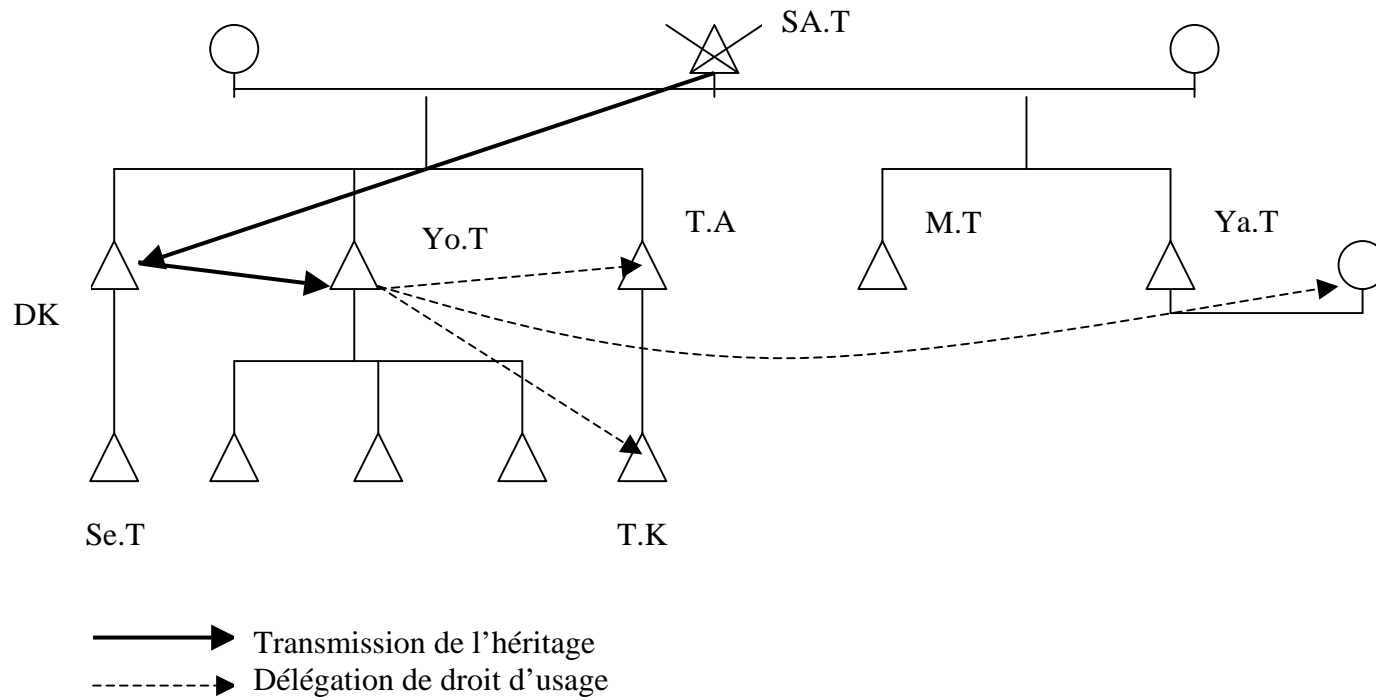 SA.T
T.A
M.T
Ya.T
Yo.T
DK
Se.T
T.K
Transmission de l’héritage
Délégation de droit d’usage